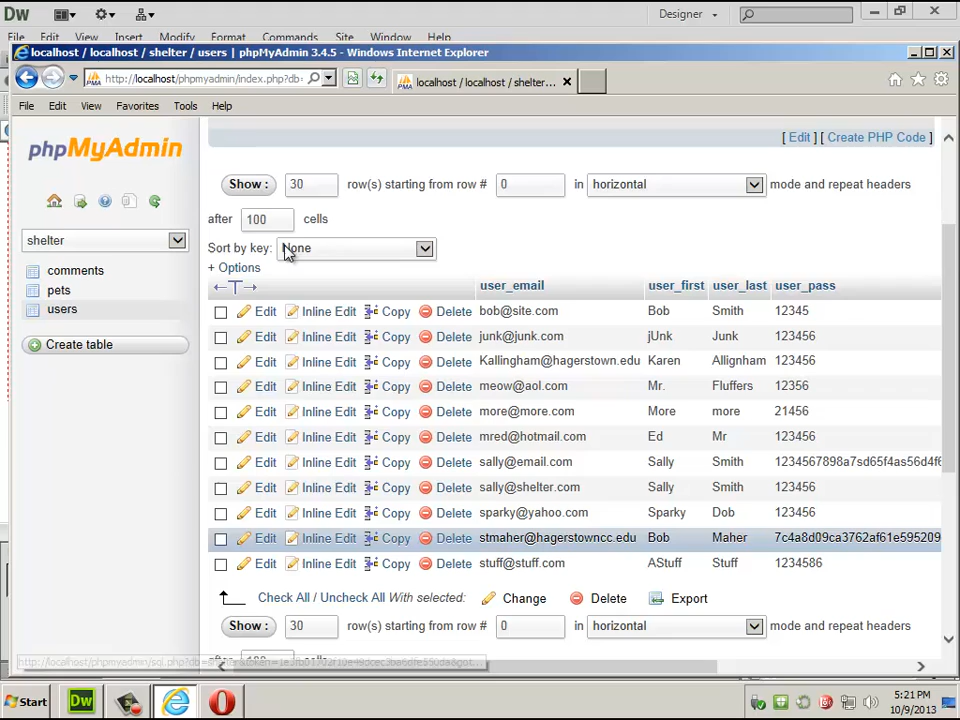 Dw Designer
File Edit View Insert Modify Format Commands Site Window Help
localhost / localhost / shelter / users | phpMyAdmin 3.4.5 - Windows Internet Explorer
http://localhost/phpmyadmin/index.php?db= localhost / localhost / shelter...
File Edit View Favorites Tools Help
phpMyAdmin
[ Edit ] [ Create PHP Code ]
Show : 30 row(s) starting from row # 0 in horizontal mode and repeat headers
after 100 cells
shelter
Sort by key: None
+ Options
comments
pets
users
Create table
user_email user_first user_last user_pass
Edit Inline Edit Copy Delete bob@site.com Bob Smith 12345
Edit Inline Edit Copy Delete junk@junk.com jUnk Junk 123456
Edit Inline Edit Copy Delete Kallingham@hagerstown.edu Karen Allignham 123456
Edit Inline Edit Copy Delete meow@aol.com Mr. Fluffers 12356
Edit Inline Edit Copy Delete more@more.com More more 21456
Edit Inline Edit Copy Delete mred@hotmail.com Ed Mr 123456
Edit Inline Edit Copy Delete sally@email.com Sally Smith 1234567898a7sd65f4as56d4f6
Edit Inline Edit Copy Delete sally@shelter.com Sally Smith 123456
Edit Inline Edit Copy Delete sparky@yahoo.com Sparky Dob 123456
Edit Inline Edit Copy Delete stmaher@hagerstowncc.edu Bob Maher 7c4a8d09ca3762af61e595209
Edit Inline Edit Copy Delete stuff@stuff.com AStuff Stuff 1234586
Check All / Uncheck All With selected: Change Delete Export
Show : 30 row(s) starting from row # 0 in horizontal mode and repeat headers
Start Dw
5:21 PM
10/9/2013